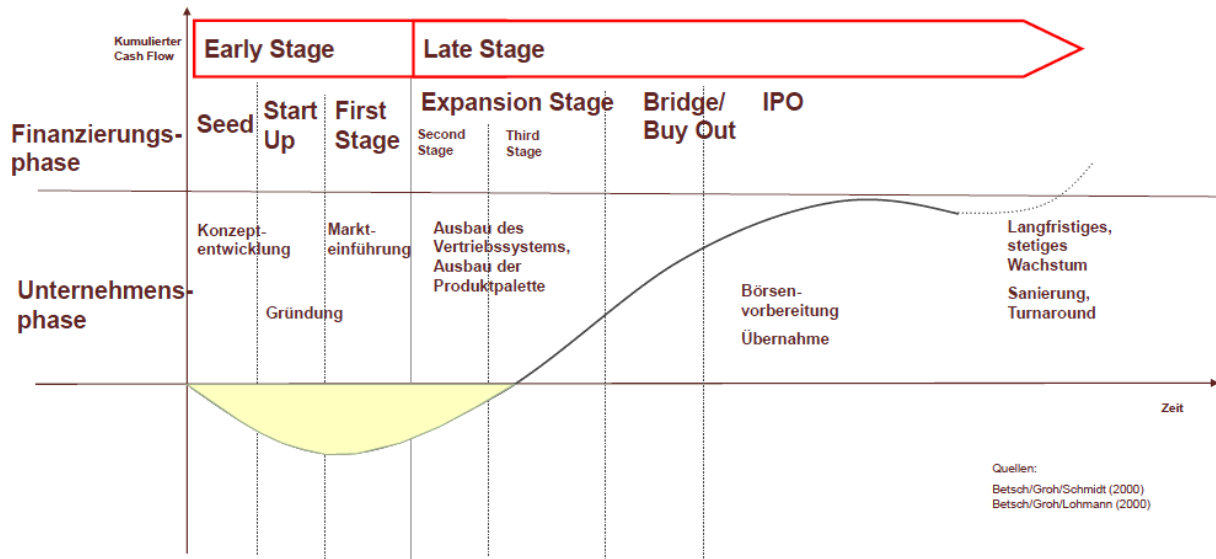 Kumulierter
Cash Flow
Early Stage
Late Stage
Finanzierungs-
phase
Seed
Start
Up
First
Stage
Expansion Stage
Second
Stage
Third
Stage
Bridge/
Buy Out
IPO
Unternehmens-
phase
Konzept-
entwicklung
Gründung
Markt-
einführung
Ausbau des
Vertriebssystems,
Ausbau der
Produktpalette
Börsen-
vorbereitung
Übernahme
Langfristiges,
stetiges
Wachstum
Sanierung,
Turnaround
Zeit
Quellen:
Betsch/Groh/Schmidt (2000)
Betsch/Groh/Lohmann (2000)